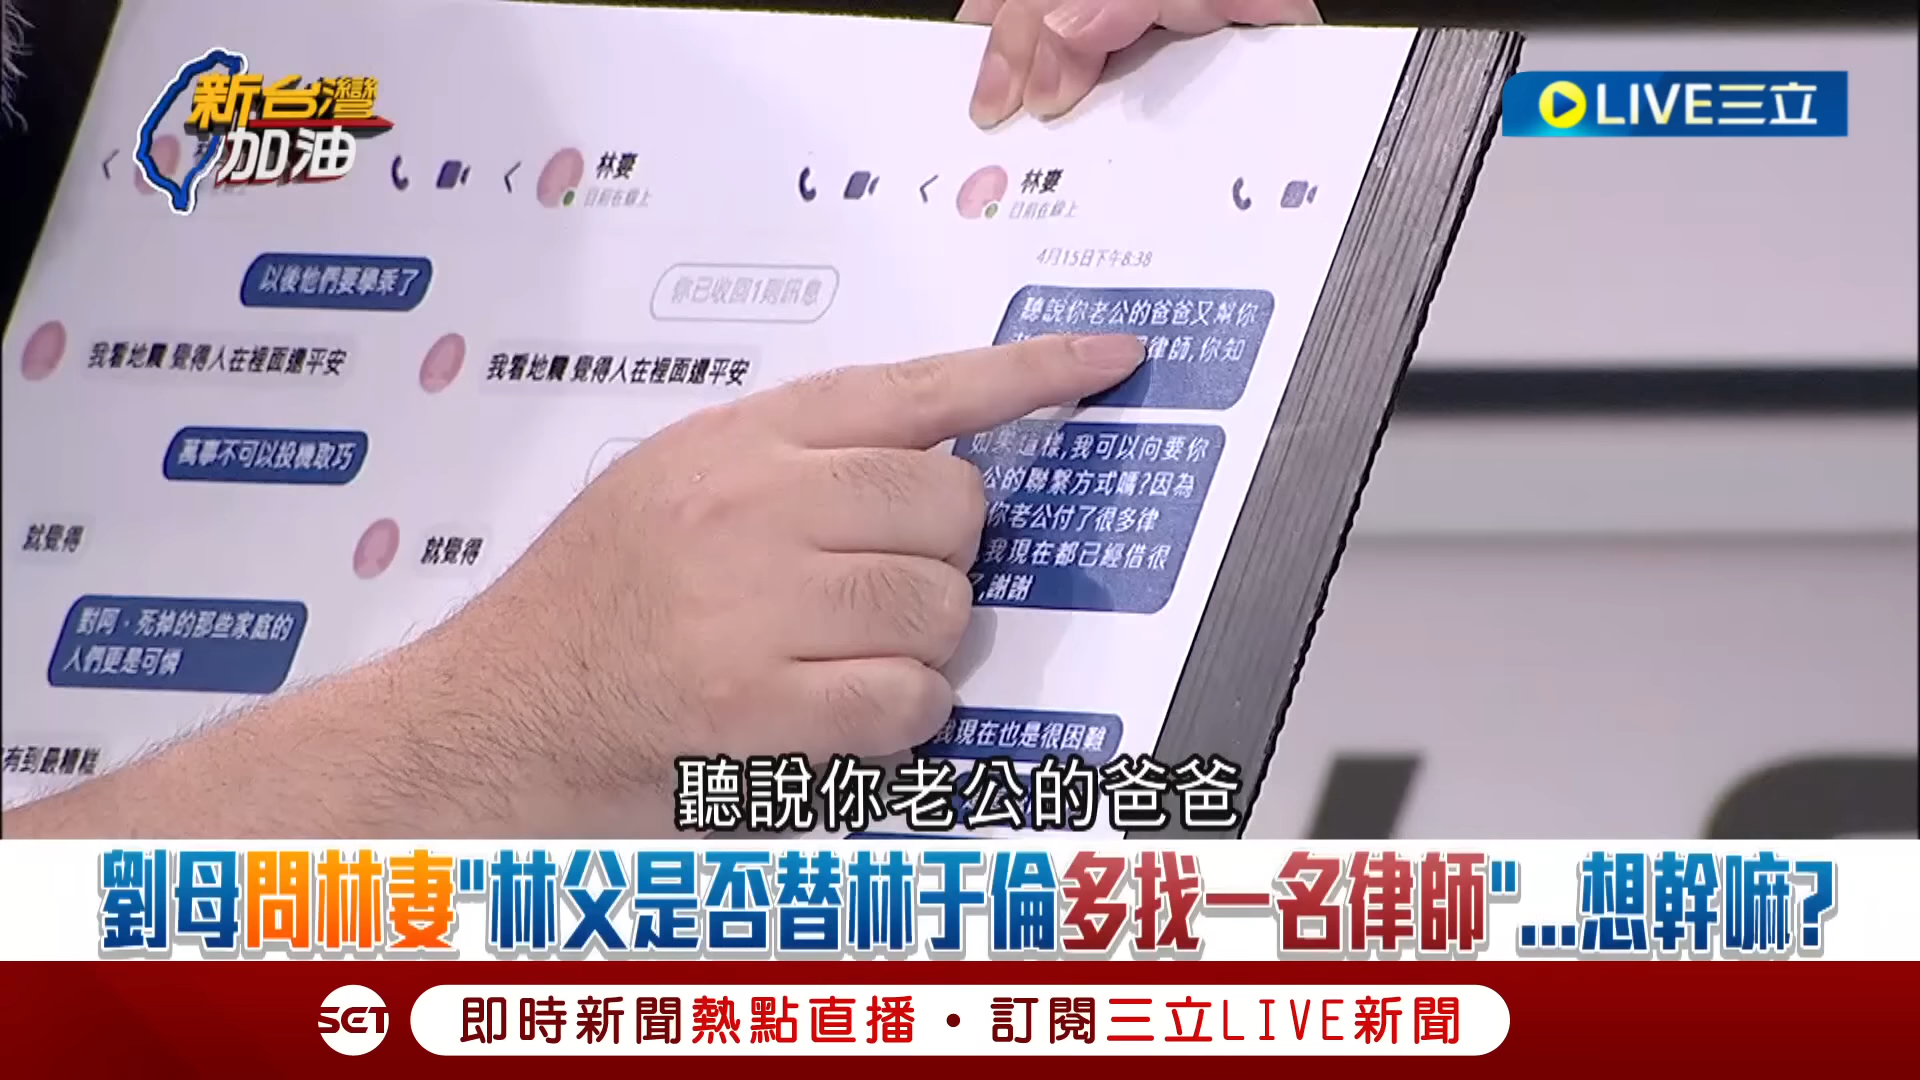 新台灣
加油
LIVE三立
林妻
目前在線上
林妻
目前在線上
以後他們要學乖了
我看地震 覺得人在裡面還平安
萬事不可以投機取巧
就覺得
對阿，死掉的那些家庭的
人們更是可憐
有到最糟糕
你已收回1則訊息
我看地震 覺得人在裡面還平安
就覺得
4月15日下午8:38
聽說你老公的爸爸又幫你
律師,你知
如果這樣,我可以向要你
公的聯繫方式嗎?因為
你老公付了很多律
我現在都已經借很
,謝謝
我現在也是很困難
聽說你老公的爸爸
劉母問林妻"林父是否替林于倫多找一名律師"...想幹嘛?
SET
即時新聞熱點直播·訂閱三立LIVE新聞